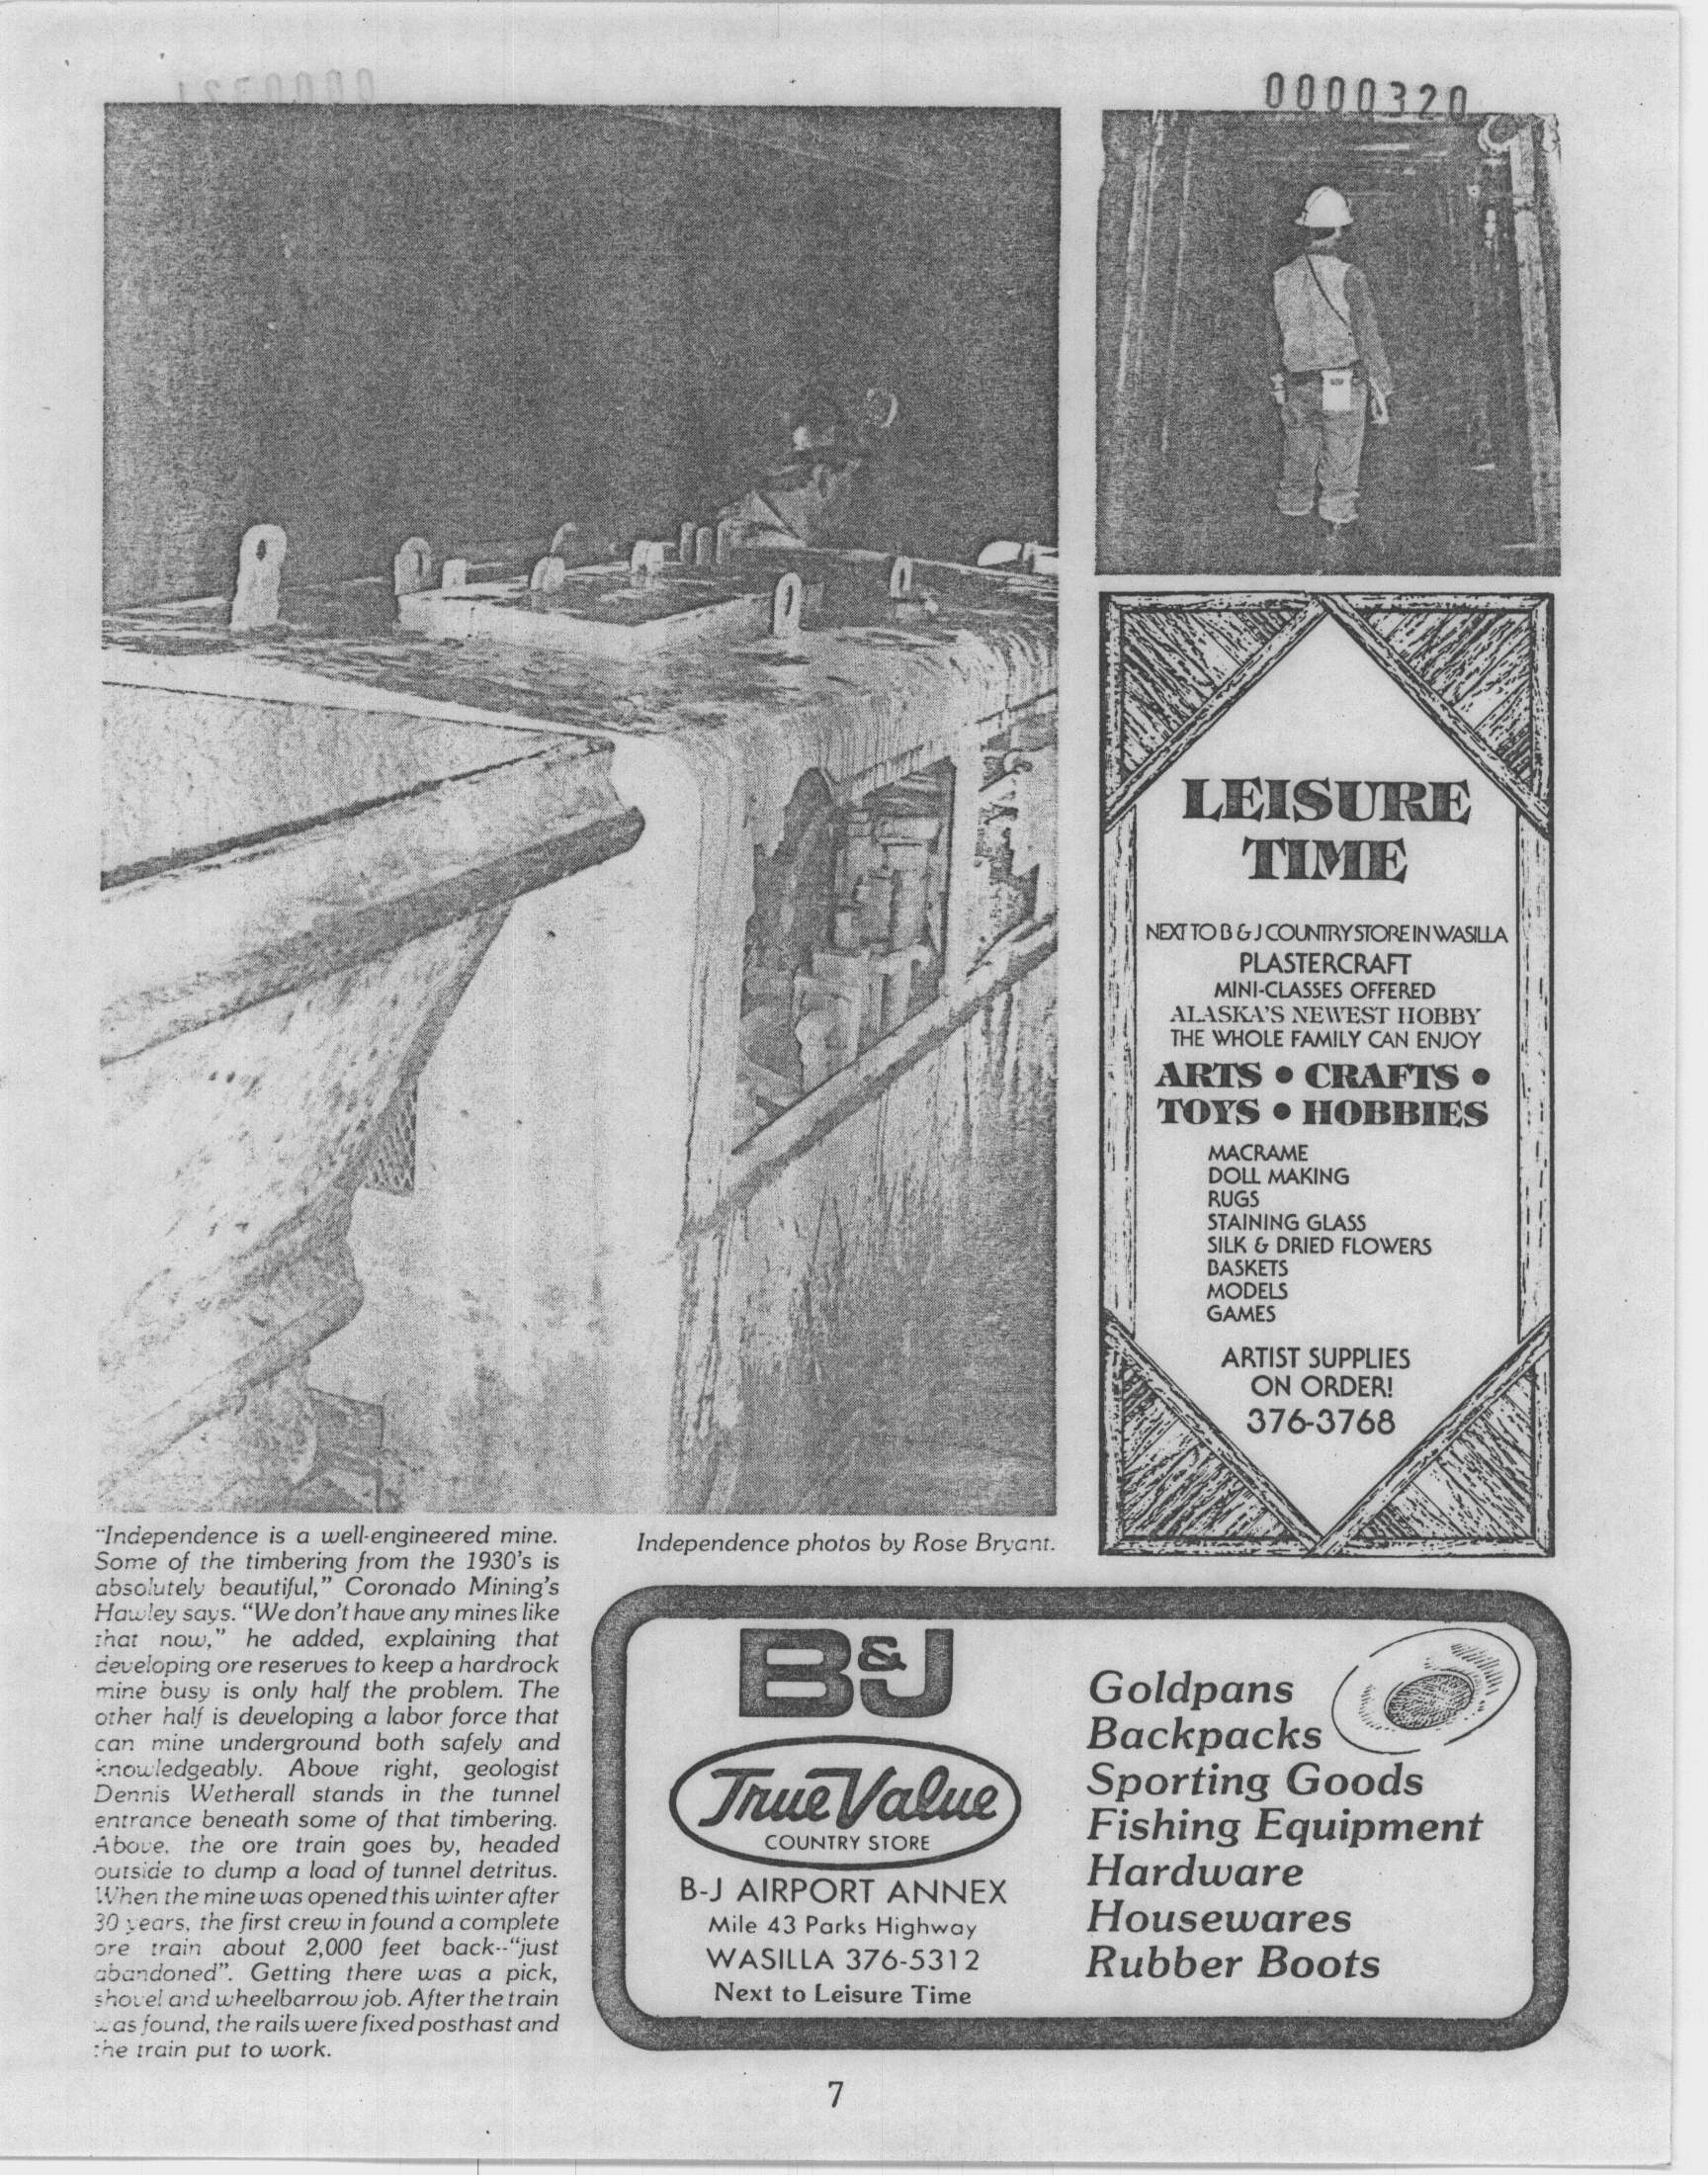 0000320
"Independence is a well-engineered mine.
Some of the timbering from the 1930's is
absolutely beautiful," Coronado Mining's
Hawley says. "We don't have any mines like
that now," he added, explaining that
developing ore reserves to keep a hardrock
mine busy is only half the problem. The
other half is developing a labor force that
can mine underground both safely and
knowledgeably. Above right, geologist
Dennis Wetherall stands in the tunnel
entrance beneath some of that timbering.
Above, the ore train goes by, headed
outside to dump a load of tunnel detritus.
When the mine was opened this winter after
30 years, the first crew in found a complete
ore train about 2,000 feet back--"just
abandoned". Getting there was a pick,
shovel and wheelbarrow job. After the train
was found, the rails were fixed posthast and
the train put to work.
Independence photos by Rose Bryant.
LEISURE
TIME
NEXT TO B & J COUNTRY STORE IN WASILLA
PLASTERCRAFT
MINI-CLASSES OFFERED
ALASKA'S NEWEST HOBBY
THE WHOLE FAMILY CAN ENJOY
ARTS • CRAFTS •
TOYS • HOBBIES
MACRAME
DOLL MAKING
RUGS
STAINING GLASS
SILK & DRIED FLOWERS
BASKETS
MODELS
GAMES
ARTIST SUPPLIES
ON ORDER!
376-3768
B&J
True Value
COUNTRY STORE
B-J AIRPORT ANNEX
Mile 43 Parks Highway
WASILLA 376-5312
Next to Leisure Time
Goldpans
Backpacks
Sporting Goods
Fishing Equipment
Hardware
Housewares
Rubber Boots
7